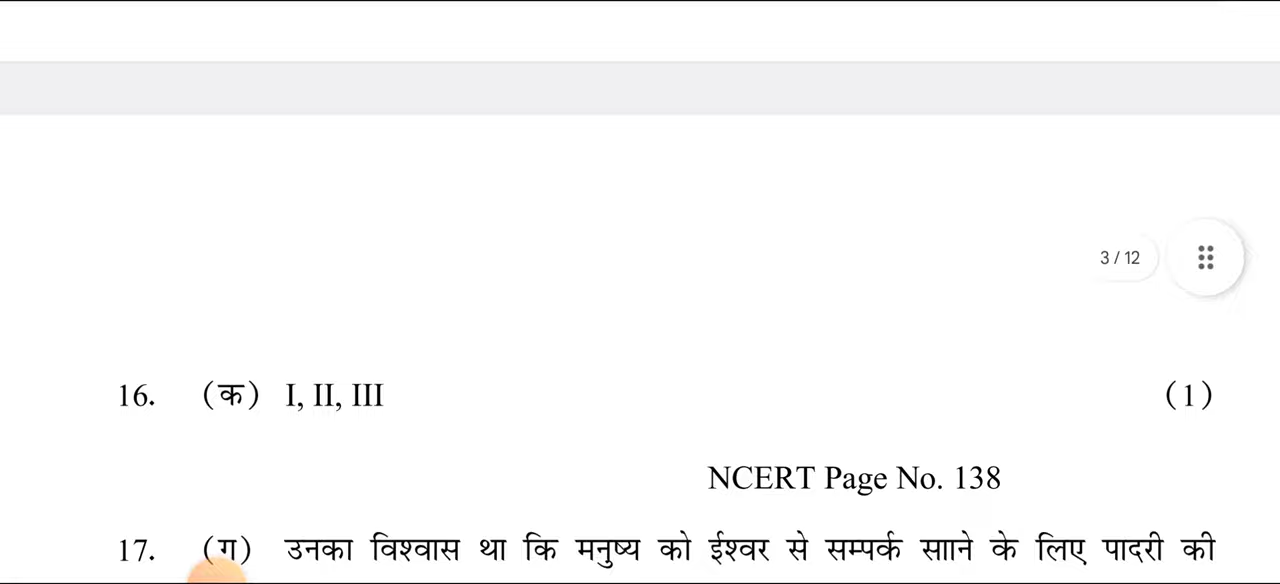 3 / 12
16. (क) I, II, III (1)
NCERT Page No. 138
17. (ग) उनका विश्वास था कि मनुष्य को ईश्वर से सम्पर्क सााने के लिए पादरी की